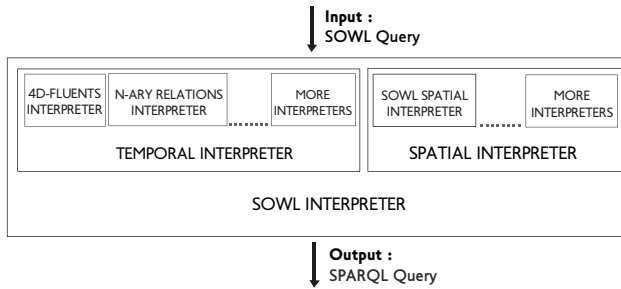 Input :
SOWL Query
4D-FLUENTS
INTERPRETER
N-ARY RELATIONS
INTERPRETER
MORE
INTERPRETERS
SOWL SPATIAL
INTERPRETER
MORE
INTERPRETERS
TEMPORAL INTERPRETER
SPATIAL INTERPRETER
SOWL INTERPRETER
Output :
SPARQL Query